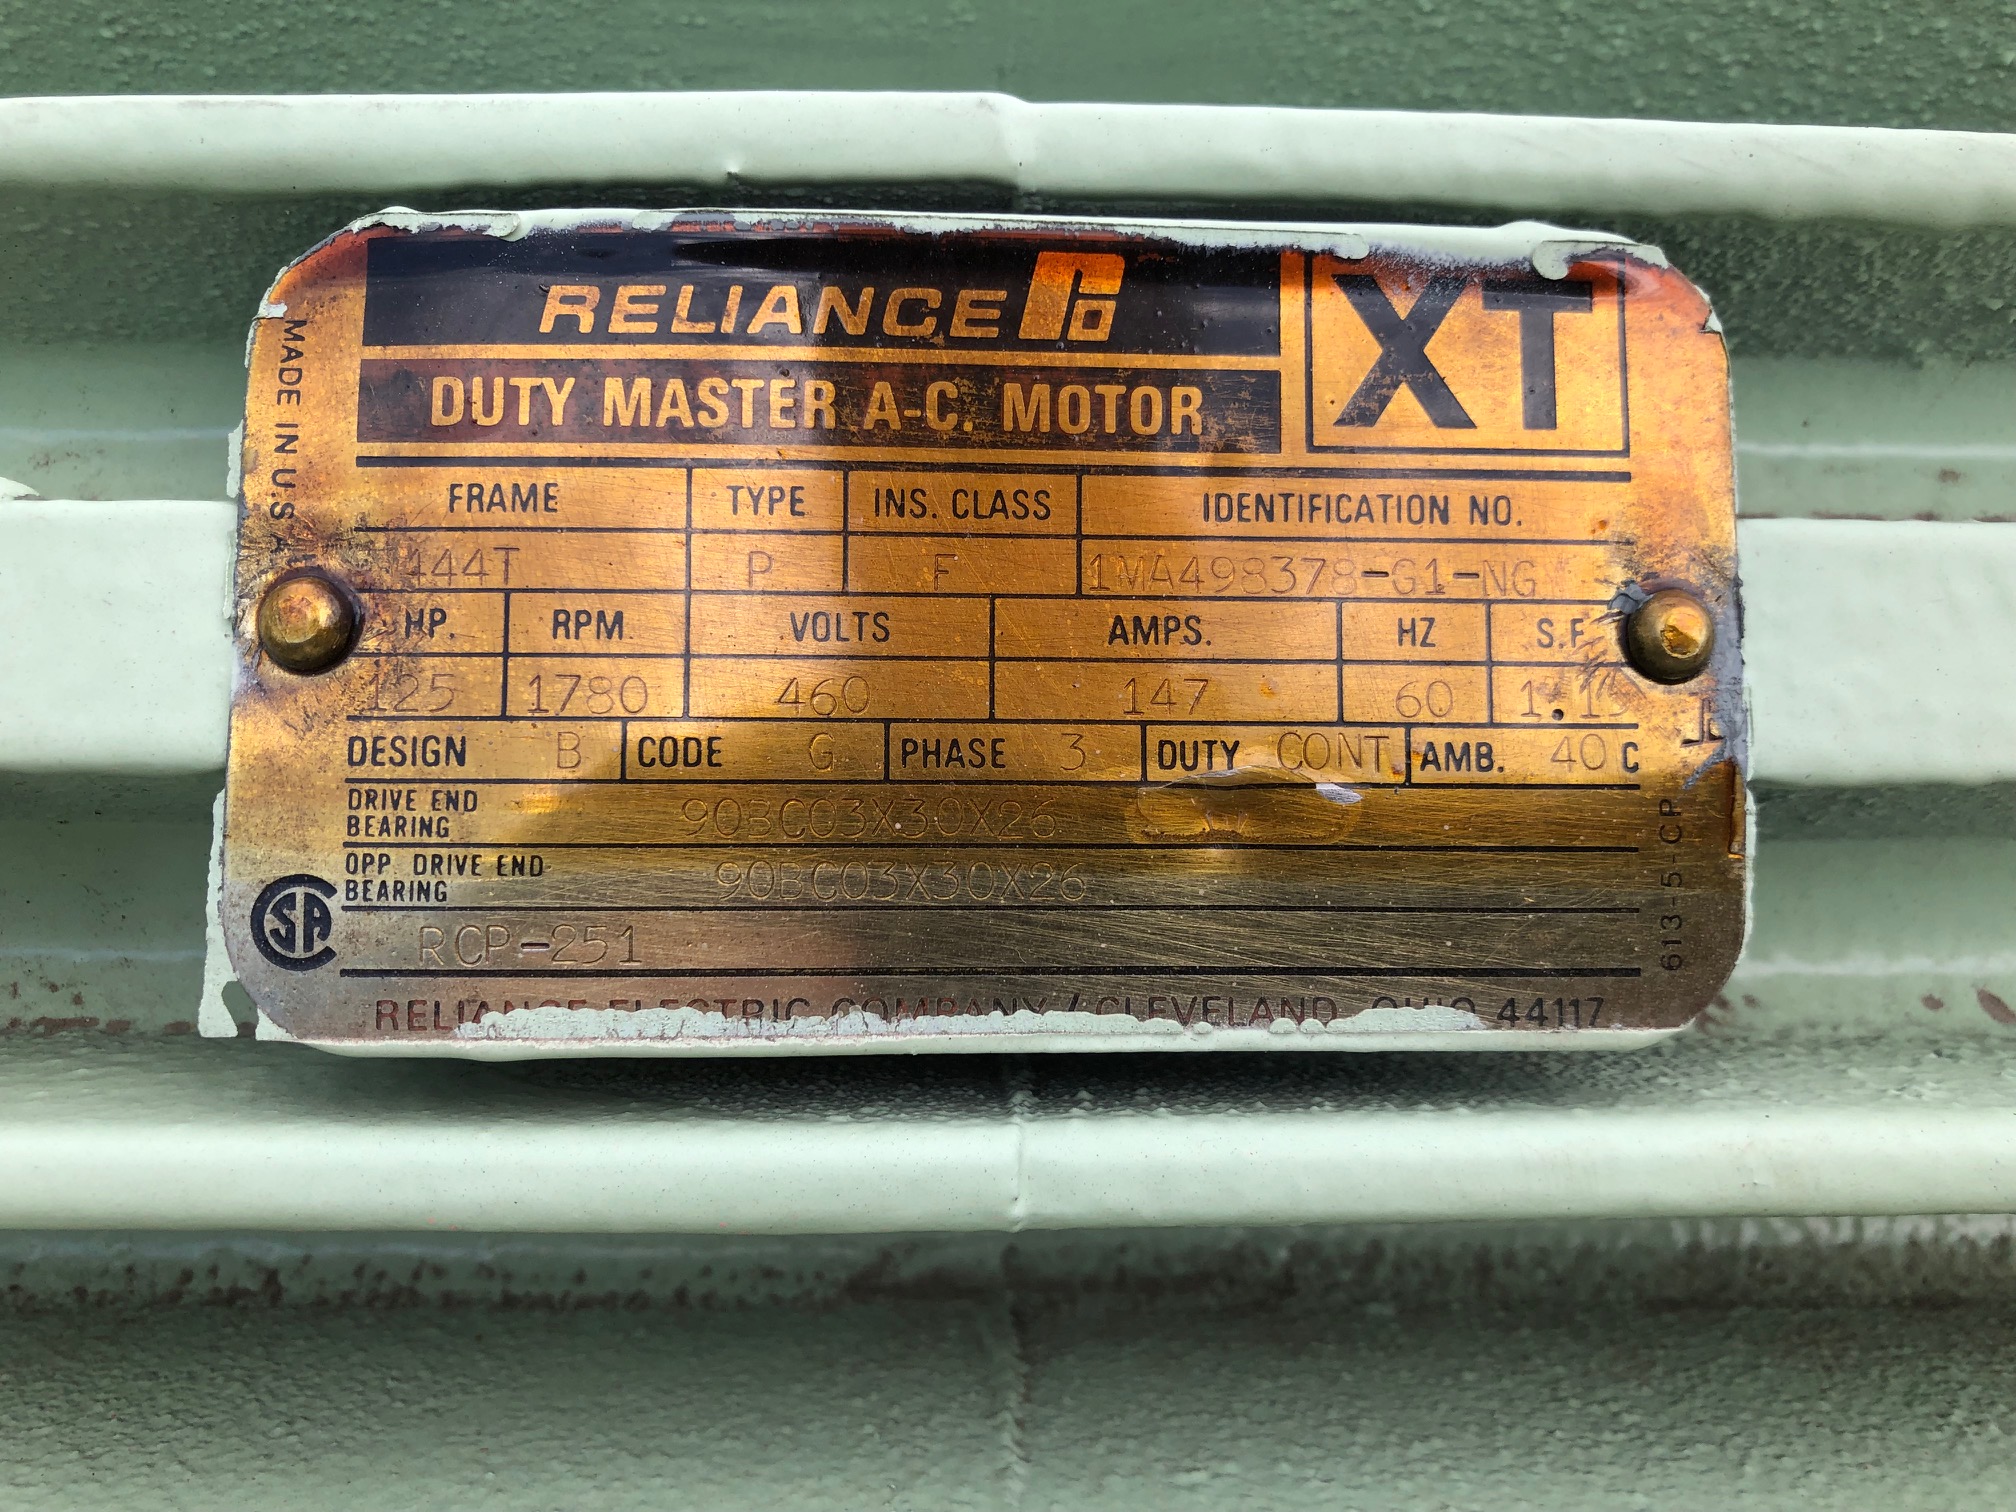 RELIANCE
XT
DUTY MASTER A-C. MOTOR
MADE IN U.S.A.
FRAME TYPE INS. CLASS IDENTIFICATION NO.
444T P F 1MA498378-G1-NG
HP. RPM VOLTS AMPS. HZ S.F.
125 1780 460 147 60 1.15
DESIGN B CODE G PHASE 3 DUTY CONT AMB. 40 C
DRIVE END
BEARING
90BC03X30X26
OPP. DRIVE END
BEARING
90BC03X30X26
SA
RCP-251
613-5-CP
RELIANCE ELECTRIC COMPANY / CLEVELAND, OHIO 44117